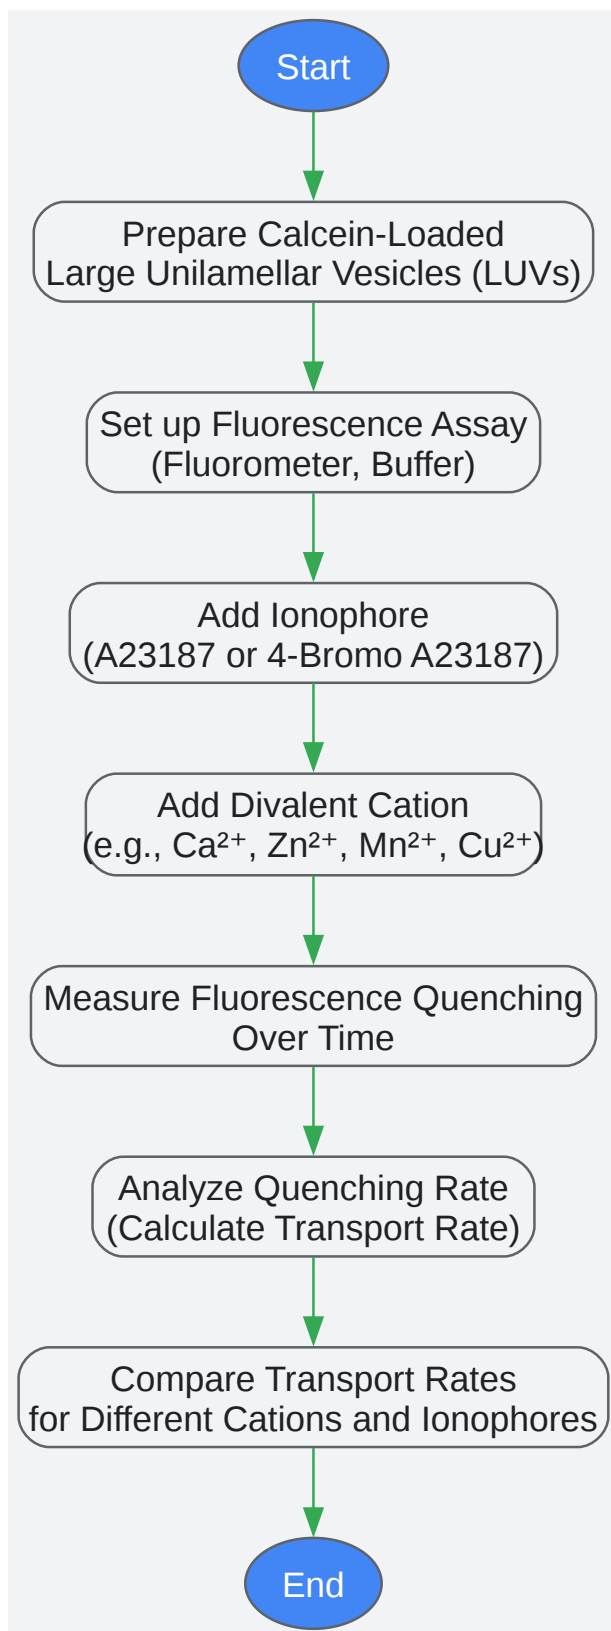 Start
Prepare Calcein-Loaded
Large Unilamellar Vesicles (LUVs)
Set up Fluorescence Assay
(Fluorometer, Buffer)
Add Ionophore
(A23187 or 4-Bromo A23187)
Add Divalent Cation
(e.g., Ca²⁺, Zn²⁺, Mn²⁺, Cu²⁺)
Measure Fluorescence Quenching
Over Time
Analyze Quenching Rate
(Calculate Transport Rate)
Compare Transport Rates
for Different Cations and Ionophores
End